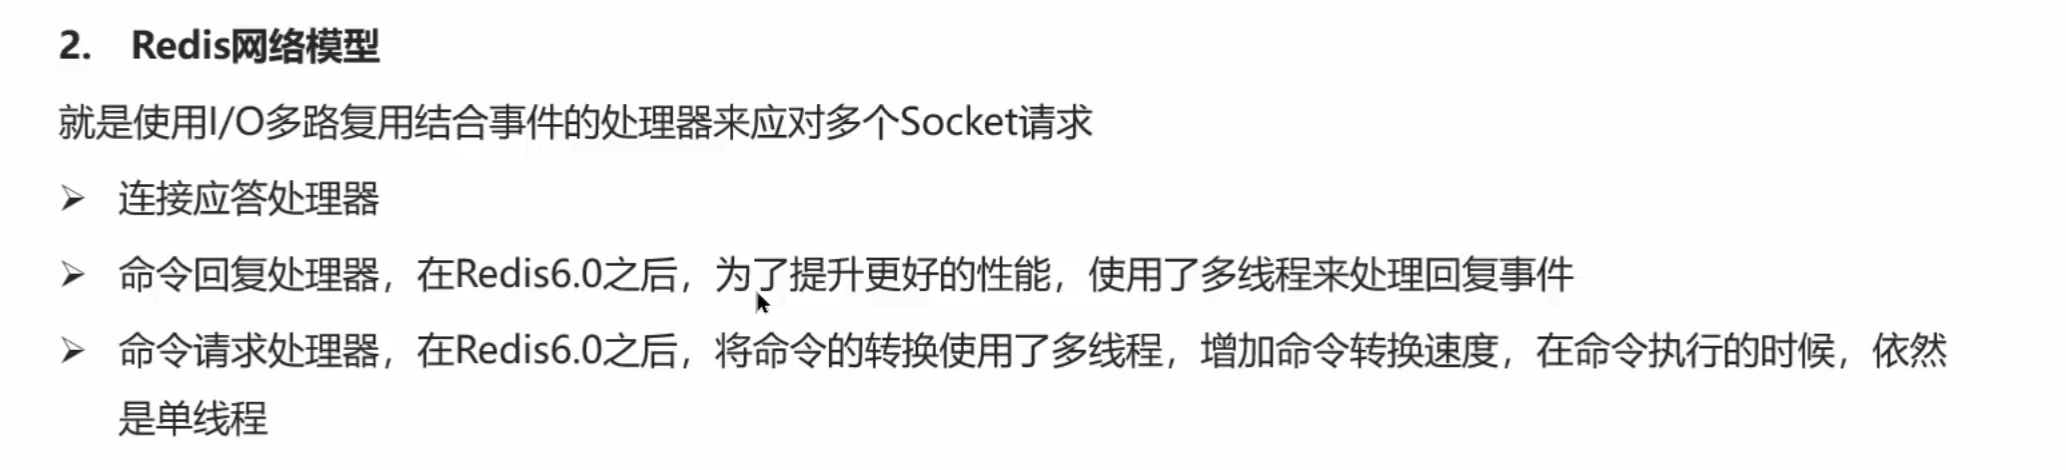 2. Redis网络模型
就是使用I/O多路复用结合事件的处理器来应对多个Socket请求
➢ 连接应答处理器
➢ 命令回复处理器，在Redis6.0之后，为了提升更好的性能，使用了多线程来处理回复事件
➢ 命令请求处理器，在Redis6.0之后，将命令的转换使用了多线程，增加命令转换速度，在命令执行的时候，依然
是单线程